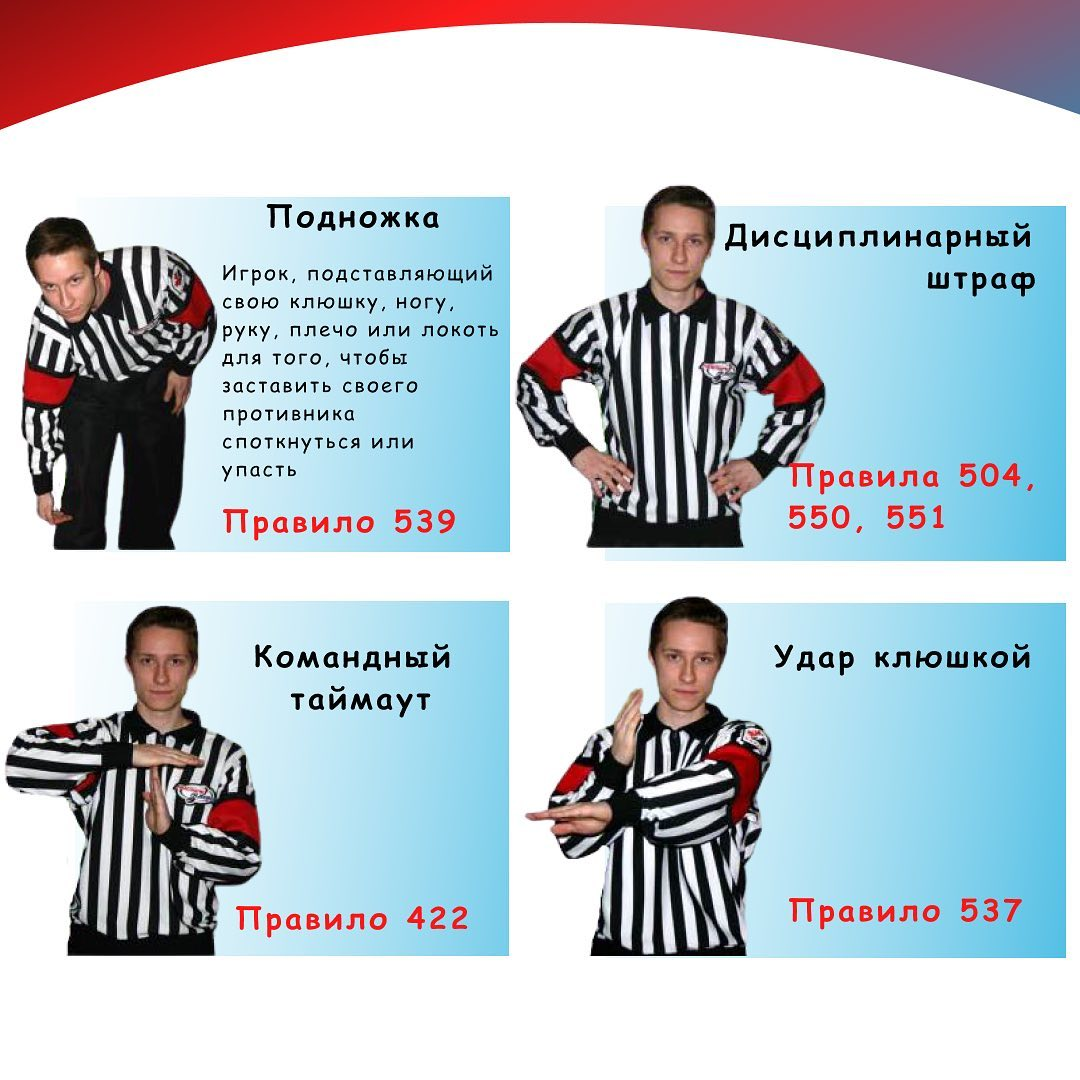 Подножка
Игрок, подставляющий
свою клюшку, ногу,
руку, плечо или локоть
для того, чтобы
заставить своего
противника
споткнуться или
упасть
Правило 539
Дисциплинарный
штраф
Правила 504,
550, 551
Командный
таймаут
Правило 422
Удар клюшкой
Правило 537